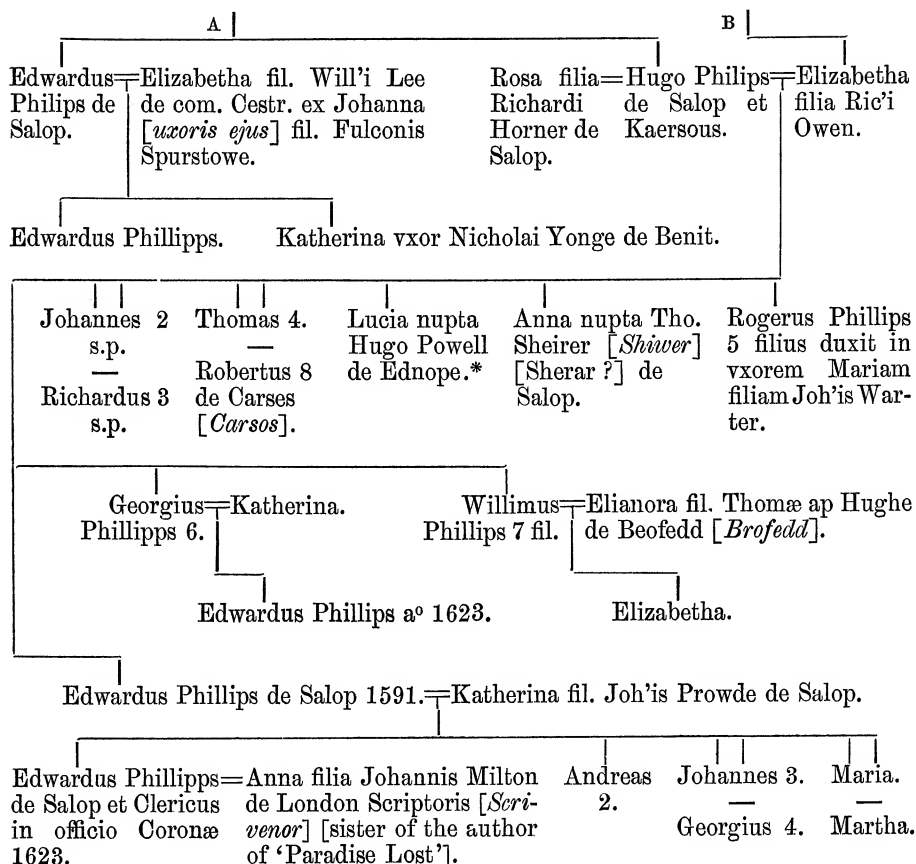 A
B
Edwardus
Philips de
Salop.
Elizabetha fil. Will'i Lee
de com. Cestr. ex Johanna
[uxoris ejus] fil. Fulconis
Spurstowe.
Rosa filia
Richardi
Horner de
Salop.
Hugo Philips
de Salop et
Kaersous.
Elizabetha
filia Ric'i
Owen.
Edwardus Phillipps.
Katherina vxor Nicholai Yonge de Benit.
Johannes 2
s.p.
—
Richardus 3
s.p.
Thomas 4.
—
Robertus 8
de Carses
[Carsos].
Lucia nupta
Hugo Powell
de Ednope.*
Anna nupta Tho.
Sheirer [Shiwer]
[Sherar ?] de
Salop.
Rogerus Phillips
5 filius duxit in
vxorem Mariam
filiam Joh'is War-
ter.
Georgius=Katherina.
Phillipps 6.
Willimus=Elianora fil. Thomæ ap Hughe
Phillips 7 fil. de Beofedd [Brofedd].
Edwardus Phillips aº 1623.
Elizabetha.
Edwardus Phillips de Salop 1591.=Katherina fil. Joh'is Prowde de Salop.
Edwardus Phillipps=
de Salop et Clericus
in officio Coronæ
1623.
Anna filia Johannis Milton
de London Scriptoris [Scri-
venor] [sister of the author
of 'Paradise Lost'].
Andreas
2.
Johannes 3.
—
Georgius 4.
Maria.
—
Martha.